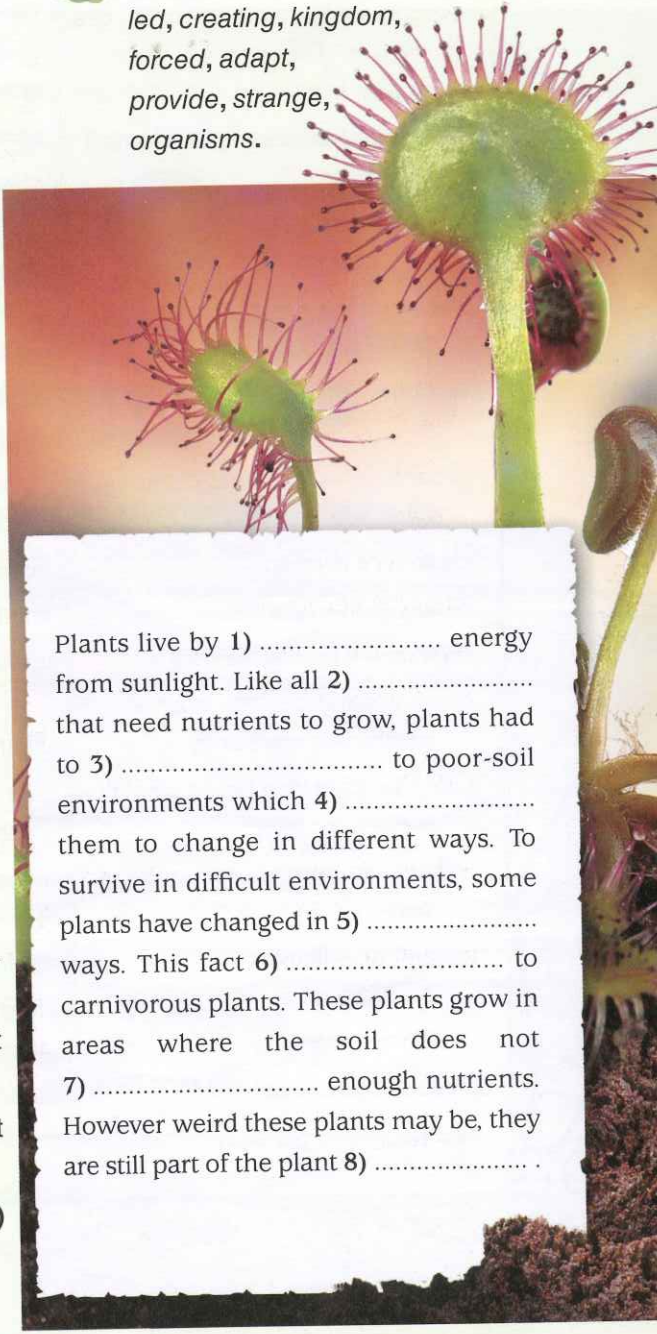 led, creating, kingdom,
forced, adapt,
provide, strange,
organisms.
Plants live by 1) ......................... energy
from sunlight. Like all 2) ........................
that need nutrients to grow, plants had
to 3) .................................... to poor-soil
environments which 4) ..........................
them to change in different ways. To
survive in difficult environments, some
plants have changed in 5) ........................
ways. This fact 6) .............................. to
carnivorous plants. These plants grow in
areas where the soil does not
7) ............................... enough nutrients.
However weird these plants may be, they
are still part of the plant 8) ..................... .